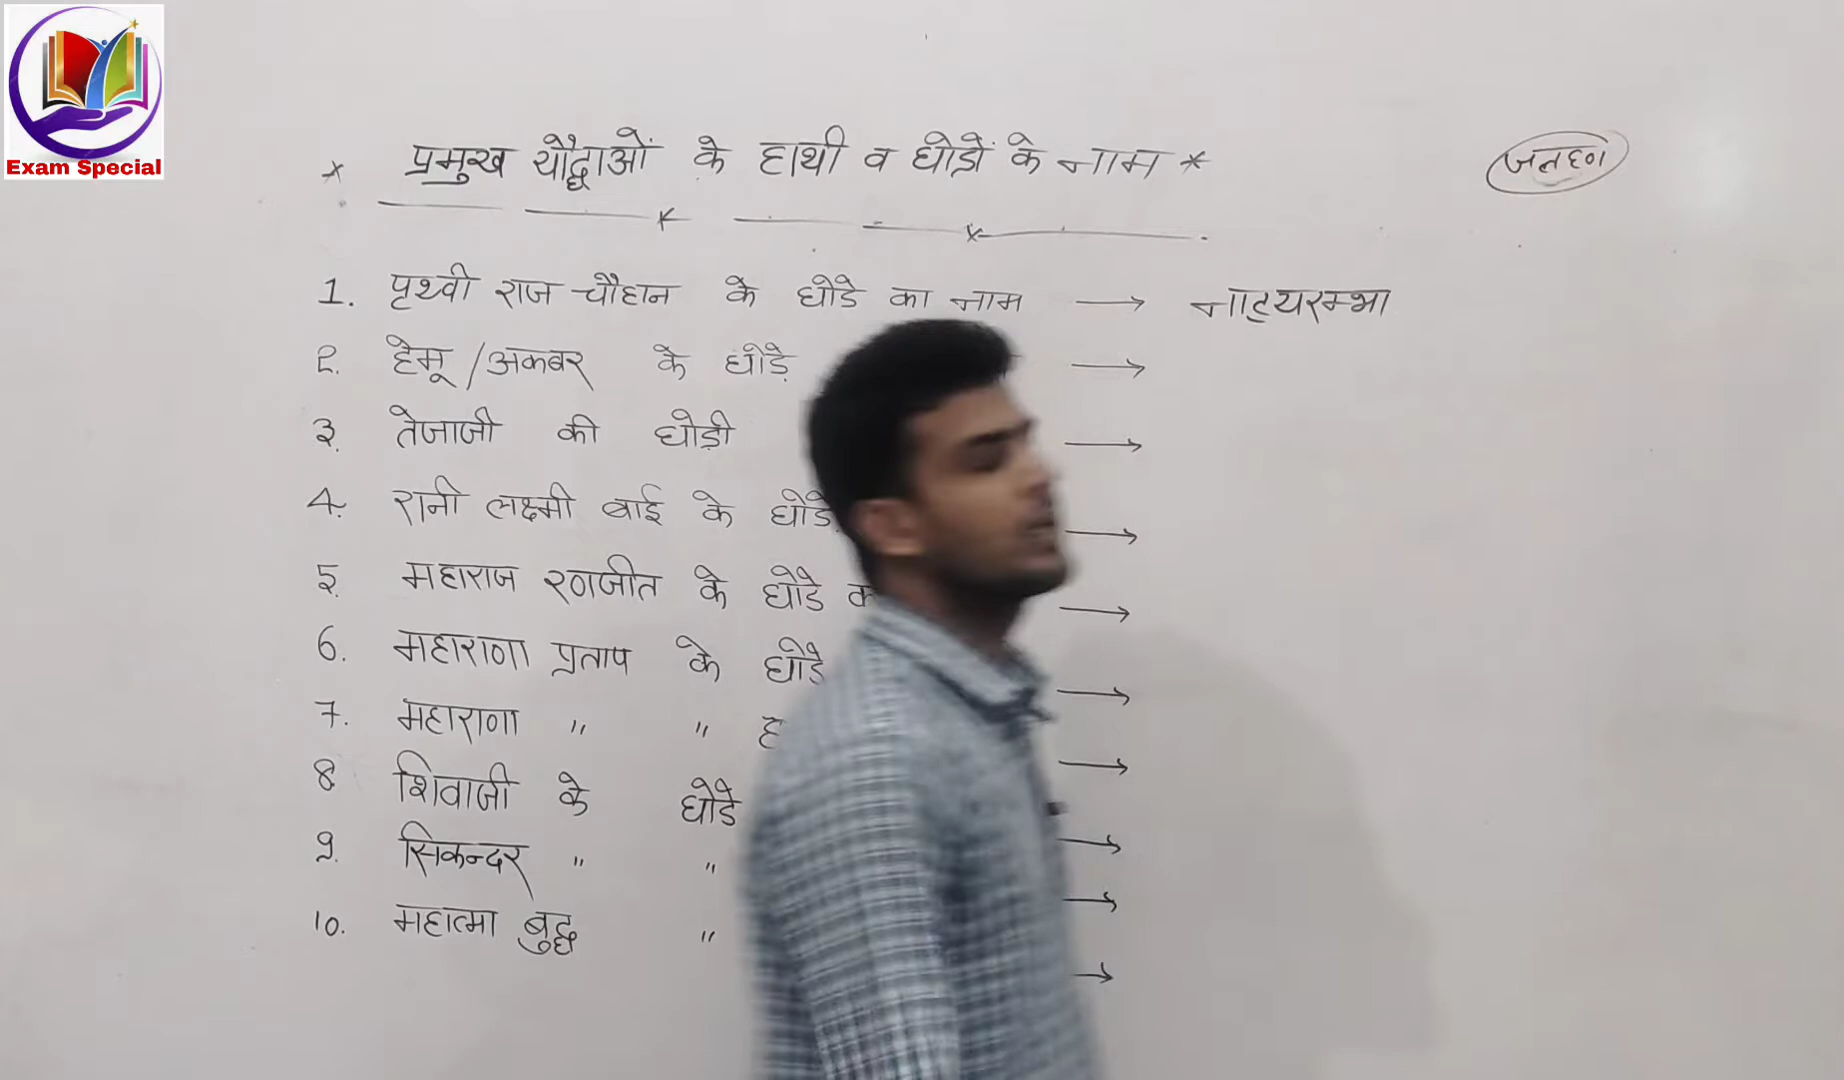 Exam Special
* प्रमुख योद्धाओं के हाथी व घोड़ों के नाम *
1. पृथ्वी राज चौहान के घोडे का नाम → नाट्यरम्भा
2. हेमू/अकबर के घोड़े →
3. तेजाजी की घोड़ी →
4. रानी लक्ष्मी बाई के घोडे →
5. महाराज रणजीत के घोडे →
6. महाराणा प्रताप के घोडे →
7. महाराणा " " →
8 शिवाजी के घोडे →
9. सिकन्दर " " →
10. महात्मा बुद्ध " →